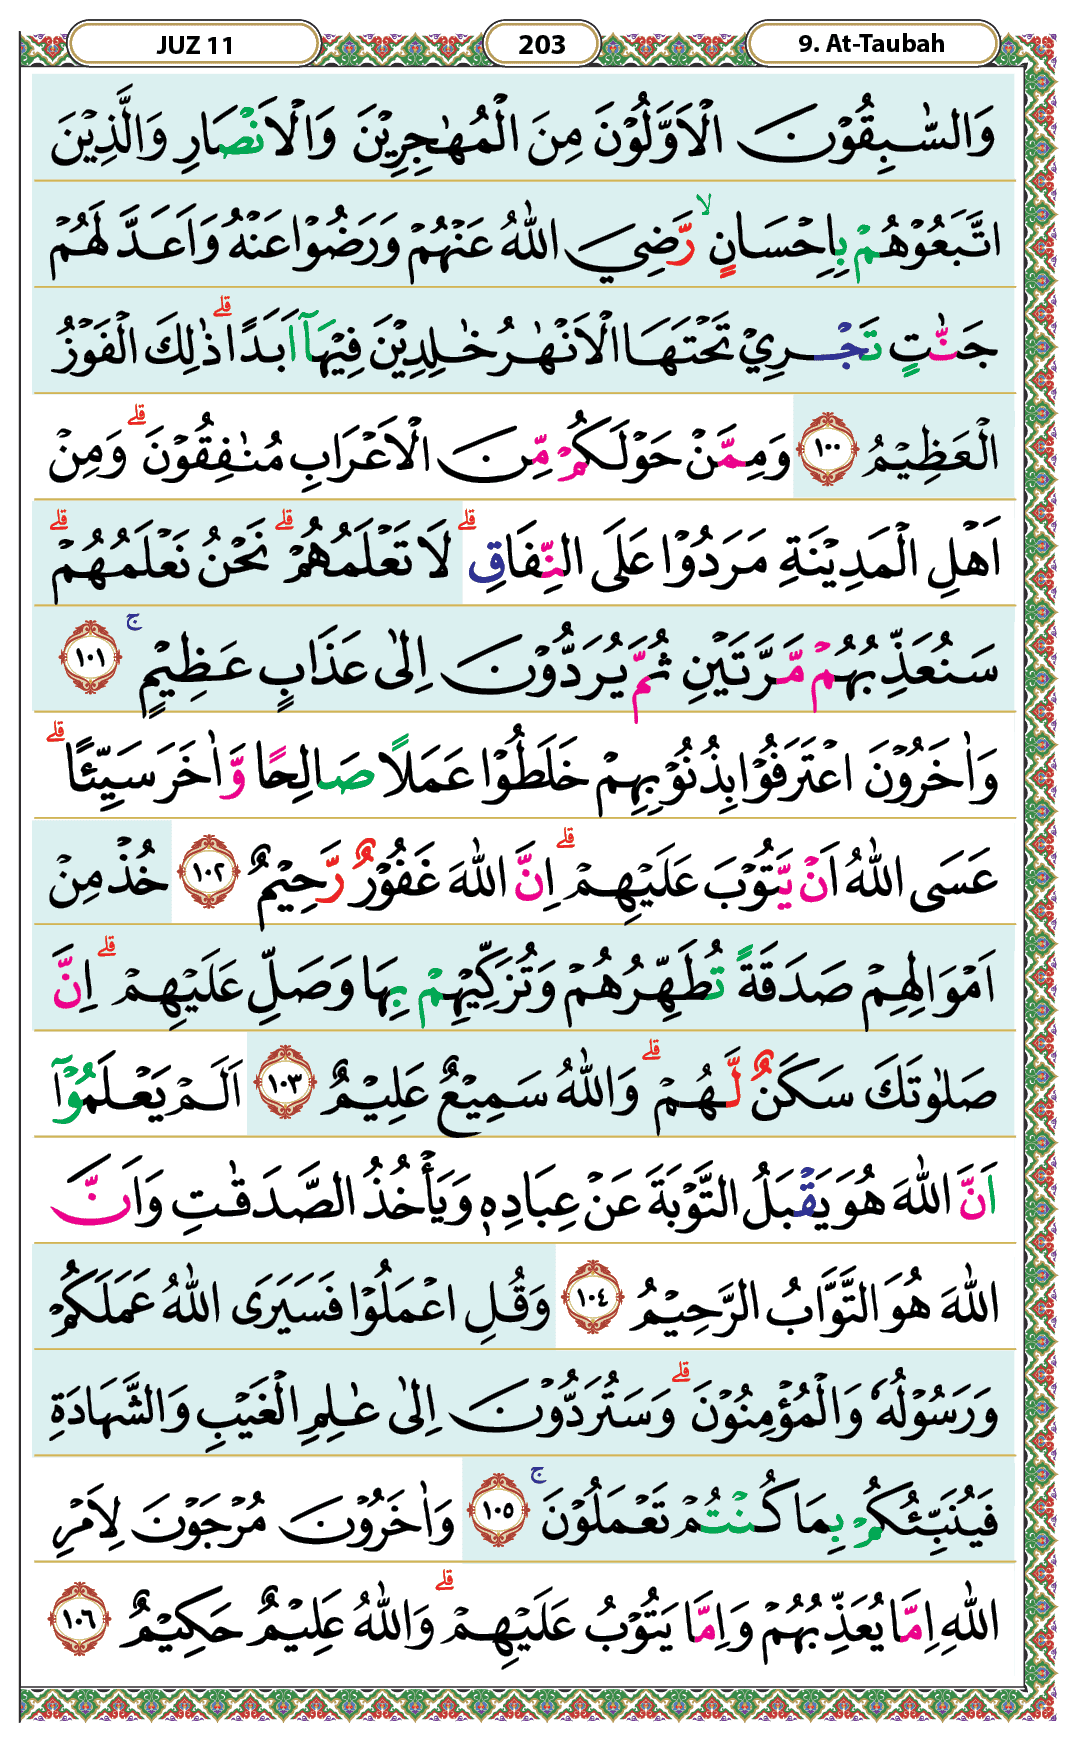 JUZ 11
203
9. At-Taubah
وَالسّٰبِقُوْنَ الْاَوَّلُوْنَ مِنَ الْمُهٰجِرِيْنَ وَالْاَنْصَارِ وَالَّذِيْنَ
اتَّبَعُوْهُمْ بِاِحْسَانٍۙ رَّضِيَ اللّٰهُ عَنْهُمْ وَرَضُوْا عَنْهُ وَاَعَدَّ لَهُمْ
جَنّٰتٍ تَجْرِيْ تَحْتَهَا الْاَنْهٰرُ خٰلِدِيْنَ فِيْهَآ اَبَدًاۗ ذٰلِكَ الْفَوْزُ
الْعَظِيْمُ ١٠٠ وَمِمَّنْ حَوْلَكُمْ مِّنَ الْاَعْرَابِ مُنٰفِقُوْنَۗ وَمِنْ
اَهْلِ الْمَدِيْنَةِ مَرَدُوْا عَلَى النِّفَاقِۗ لَا تَعْلَمُهُمْۗ نَحْنُ نَعْلَمُهُمْۗ
سَنُعَذِّبُهُمْ مَّرَّتَيْنِ ثُمَّ يُرَدُّوْنَ اِلٰى عَذَابٍ عَظِيْمٍۚ ١٠١
وَاٰخَرُوْنَ اعْتَرَفُوْا بِذُنُوْبِهِمْ خَلَطُوْا عَمَلًا صَالِحًا وَّاٰخَرَ سَيِّئًاۗ
عَسَى اللّٰهُ اَنْ يَّتُوْبَ عَلَيْهِمْۗ اِنَّ اللّٰهَ غَفُوْرٌ رَّحِيْمٌ ١٠٢ خُذْ مِنْ
اَمْوَالِهِمْ صَدَقَةً تُطَهِّرُهُمْ وَتُزَكِّيْهِمْ بِهَا وَصَلِّ عَلَيْهِمْۗ اِنَّ
صَلٰوتَكَ سَكَنٌ لَّهُمْۗ وَاللّٰهُ سَمِيْعٌ عَلِيْمٌ ١٠٣ اَلَمْ يَعْلَمُوْٓا
اَنَّ اللّٰهَ هُوَ يَقْبَلُ التَّوْبَةَ عَنْ عِبَادِهٖ وَيَأْخُذُ الصَّدَقٰتِ وَاَنَّ
اللّٰهَ هُوَ التَّوَّابُ الرَّحِيْمُ ١٠٤ وَقُلِ اعْمَلُوْا فَسَيَرَى اللّٰهُ عَمَلَكُمْ
وَرَسُوْلُهٗ وَالْمُؤْمِنُوْنَۗ وَسَتُرَدُّوْنَ اِلٰى عٰلِمِ الْغَيْبِ وَالشَّهَادَةِ
فَيُنَبِّئُكُمْ بِمَا كُنْتُمْ تَعْمَلُوْنَۚ ١٠٥ وَاٰخَرُوْنَ مُرْجَوْنَ لِاَمْرِ
اللّٰهِ اِمَّا يُعَذِّبُهُمْ وَاِمَّا يَتُوْبُ عَلَيْهِمْۗ وَاللّٰهُ عَلِيْمٌ حَكِيْمٌ ١٠٦